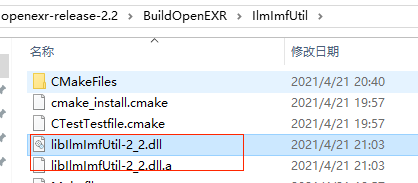 openexr-release-2.2 › BuildOpenEXR › IlmImfUtil
名称 修改日期
CMakeFiles 2021/4/21 20:40
cmake_install.cmake 2021/4/21 19:57
CTestTestfile.cmake 2021/4/21 19:57
libIlmImfUtil-2_2.dll 2021/4/21 21:03
libIlmImfUtil-2_2.dll.a 2021/4/21 21:03